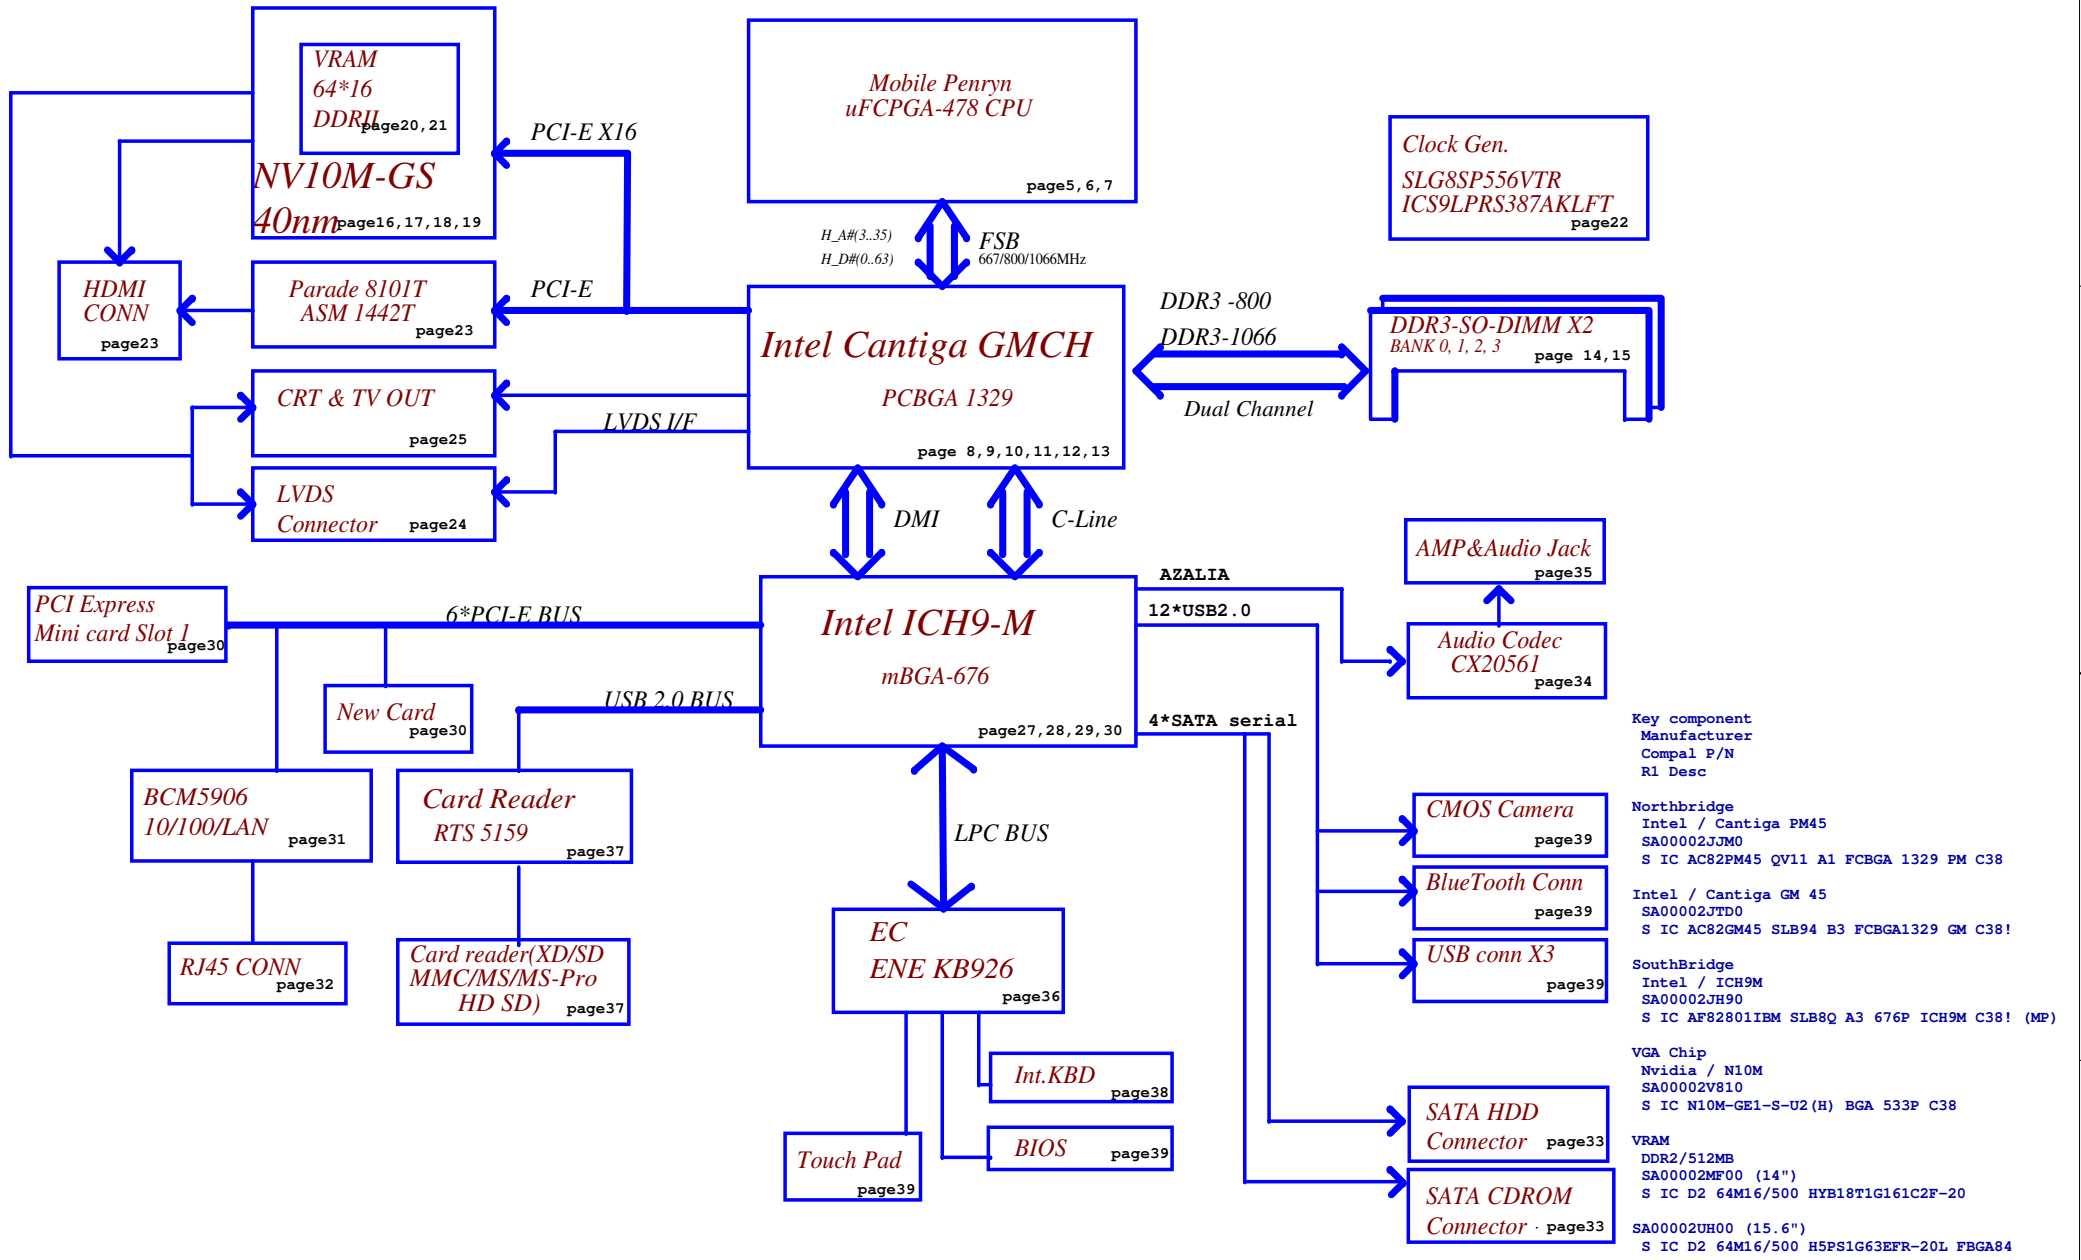 VRAM
64*16
DDRII
page20,21
NV10M-GS
40nm
page16,17,18,19
PCI-E X16
Mobile Penryn
uFCPGA-478 CPU
page5,6,7
Clock Gen.
SLG8SP556VTR
ICS9LPRS387AKLFT
page22
H_A#(3..35)
H_D#(0..63)
FSB
667/800/1066MHz
HDMI
CONN
page23
Parade 8101T
ASM 1442T
page23
PCI-E
Intel Cantiga GMCH
PCBGA 1329
page 8,9,10,11,12,13
DDR3 -800
DDR3-1066
Dual Channel
DDR3-SO-DIMM X2
BANK 0, 1, 2, 3
page 14,15
CRT & TV OUT
page25
LVDS I/F
LVDS
Connector
page24
DMI
C-Line
AMP&Audio Jack
page35
PCI Express
Mini card Slot 1
page30
6*PCI-E BUS
Intel ICH9-M
mBGA-676
page27,28,29,30
AZALIA
12*USB2.0
4*SATA serial
Audio Codec
CX20561
page34
New Card
page30
USB 2.0 BUS
BCM5906
10/100/LAN
page31
Card Reader
RTS 5159
page37
LPC BUS
RJ45 CONN
page32
Card reader(XD/SD
MMC/MS/MS-Pro
HD SD)
page37
EC
ENE KB926
page36
Int.KBD
page38
BIOS
page39
Touch Pad
page39
CMOS Camera
page39
BlueTooth Conn
page39
USB conn X3
page39
SATA HDD
Connector
page33
SATA CDROM
Connector
page33
Key component
Manufacturer
Compal P/N
R1 Desc
Northbridge
Intel / Cantiga PM45
SA00002JJM0
S IC AC82PM45 QV11 A1 FCBGA 1329 PM C38
Intel / Cantiga GM 45
SA00002JTD0
S IC AC82GM45 SLB94 B3 FCBGA1329 GM C38!
SouthBridge
Intel / ICH9M
SA00002JH90
S IC AF82801IBM SLB8Q A3 676P ICH9M C38! (MP)
VGA Chip
Nvidia / N10M
SA00002V810
S IC N10M-GE1-S-U2(H) BGA 533P C38
VRAM
DDR2/512MB
SA00002MF00 (14")
S IC D2 64M16/500 HYB18T1G161C2F-20
SA00002UH00 (15.6")
S IC D2 64M16/500 H5PS1G63EFR-20L FBGA84